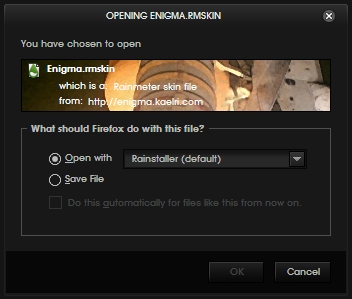 OPENING ENIGMA.RMSKIN
You have chosen to open
Enigma.rmskin
which is a: Rainmeter skin file
from: http://enigma.kaelri.com
What should Firefox do with this file?
Open with Rainstaller (default)
Save File
Do this automatically for files like this from now on.
OK Cancel